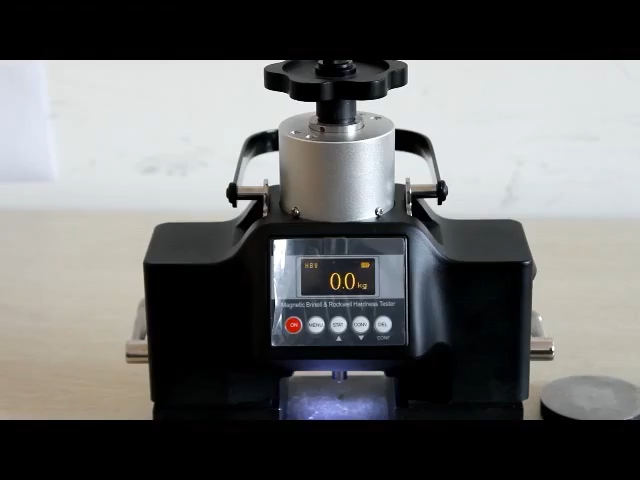 HBW
0.0 kg
Magnetic Brinell & Rockwell Hardness Tester
ON MENU STAT CONV DEL
CONF